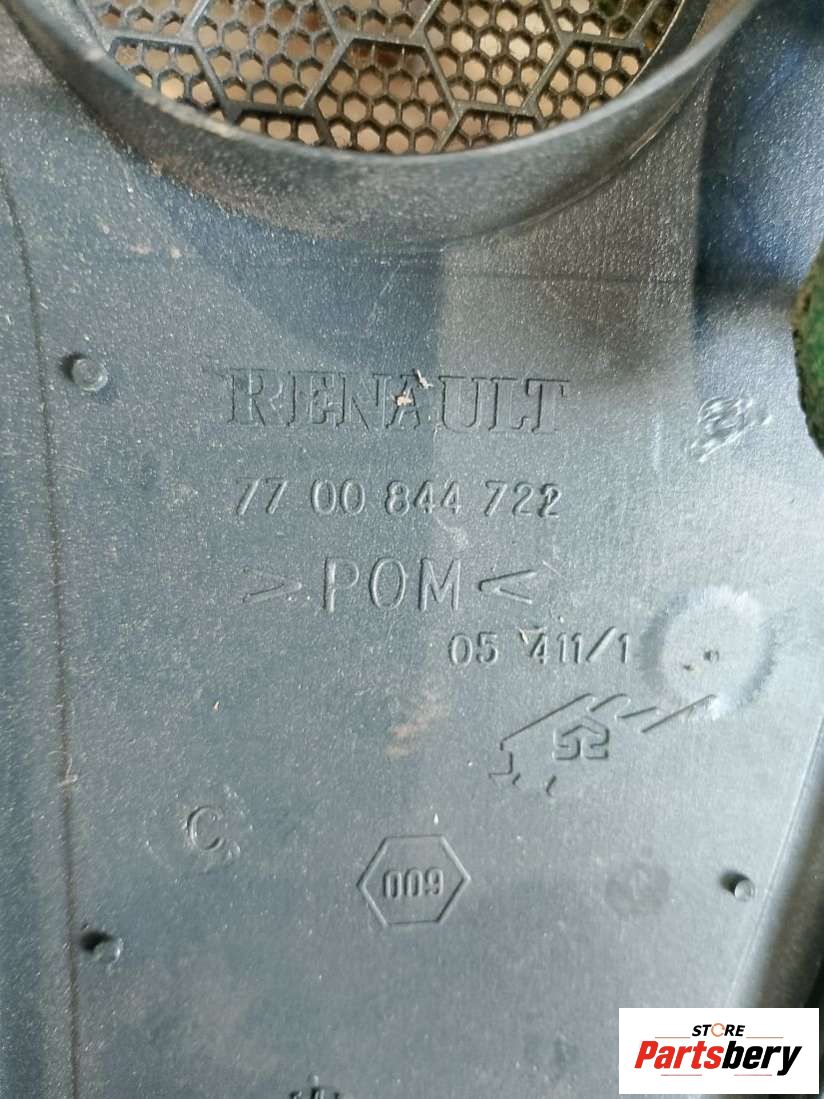 RENAULT
77 00 844 722
>POM<
05 411/1
C
009
STORE
Partsbery